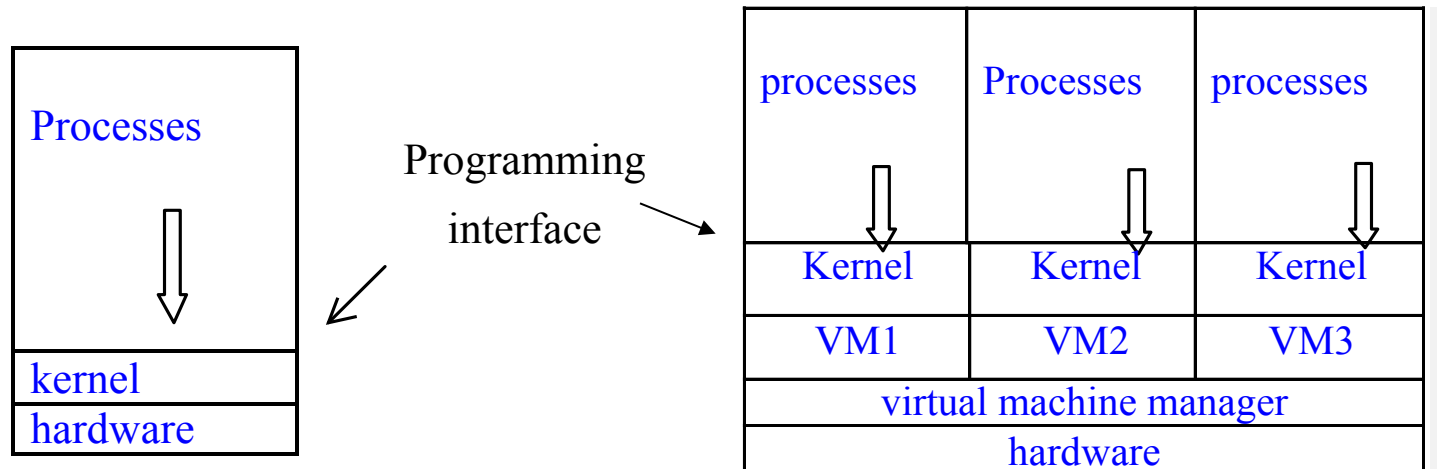 Processes
kernel
hardware
Programming
interface
processes Processes processes
Kernel Kernel Kernel
VM1 VM2 VM3
virtual machine manager
hardware